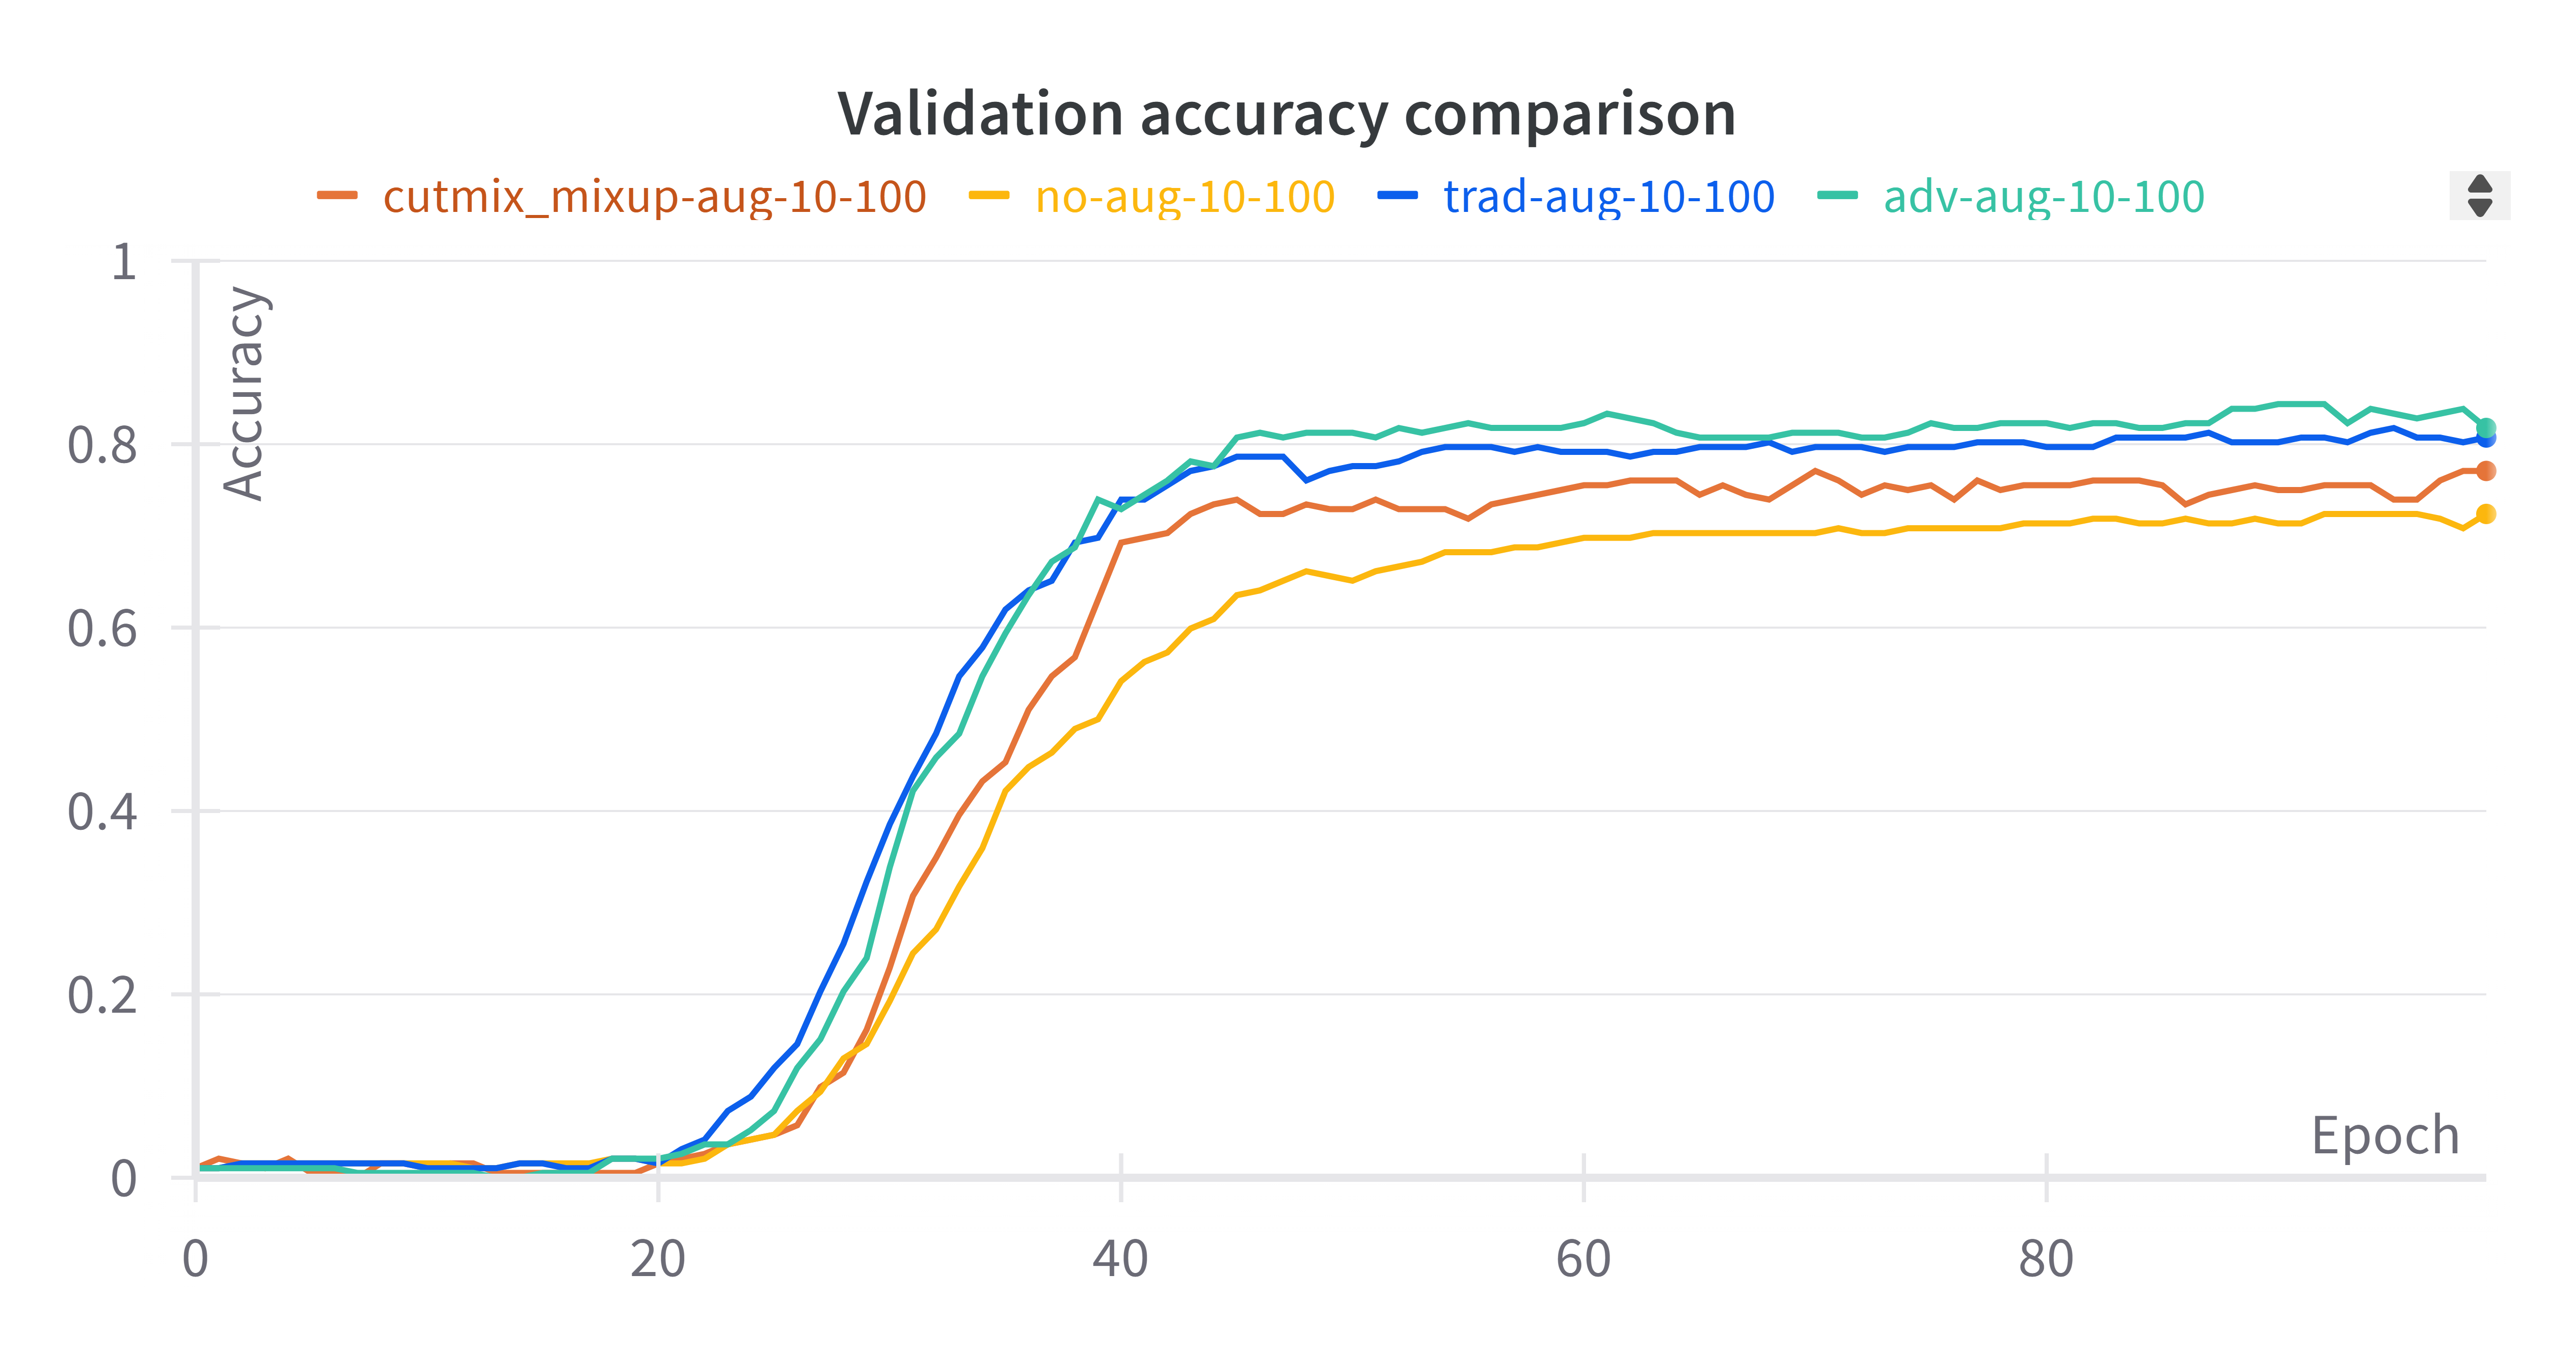 Validation accuracy comparison
cutmix_mixup-aug-10-100 no-aug-10-100 trad-aug-10-100 adv-aug-10-100
1
Accuracy
0.8
0.6
0.4
0.2
Epoch
0
0 20 40 60 80